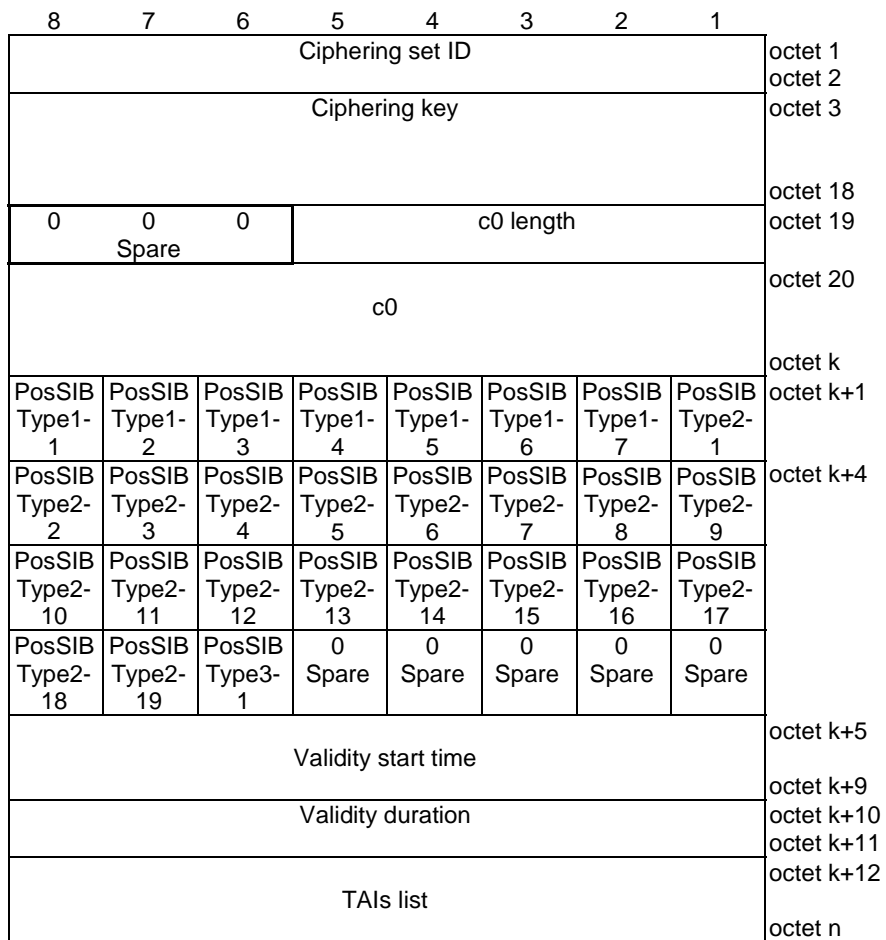 8 7 6 5 4 3 2 1
Ciphering set ID octet 1
octet 2
Ciphering key octet 3
octet 18
0 0 0 c0 length octet 19
Spare
octet 20
c0
octet k
PosSIB PosSIB PosSIB PosSIB PosSIB PosSIB PosSIB PosSIB octet k+1
Type1- Type1- Type1- Type1- Type1- Type1- Type1- Type2-
1 2 3 4 5 6 7 1
PosSIB PosSIB PosSIB PosSIB PosSIB PosSIB PosSIB PosSIB octet k+4
Type2- Type2- Type2- Type2- Type2- Type2- Type2- Type2-
2 3 4 5 6 7 8 9
PosSIB PosSIB PosSIB PosSIB PosSIB PosSIB PosSIB PosSIB
Type2- Type2- Type2- Type2- Type2- Type2- Type2- Type2-
10 11 12 13 14 15 16 17
PosSIB PosSIB PosSIB 0 0 0 0 0
Type2- Type2- Type3- Spare Spare Spare Spare Spare
18 19 1
octet k+5
Validity start time
octet k+9
Validity duration octet k+10
octet k+11
octet k+12
TAIs list
octet n